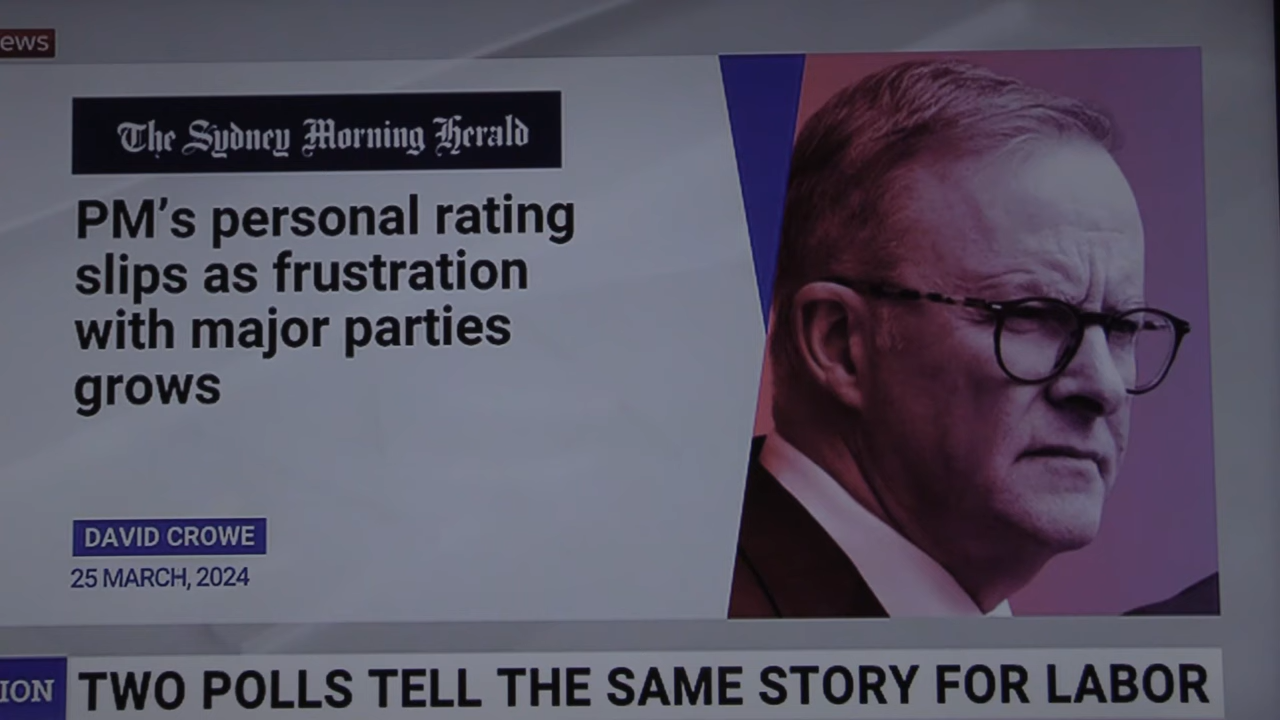 ews
The Sydney Morning Herald
PM's personal rating
slips as frustration
with major parties
grows
DAVID CROWE
25 MARCH, 2024
ION
TWO POLLS TELL THE SAME STORY FOR LABOR